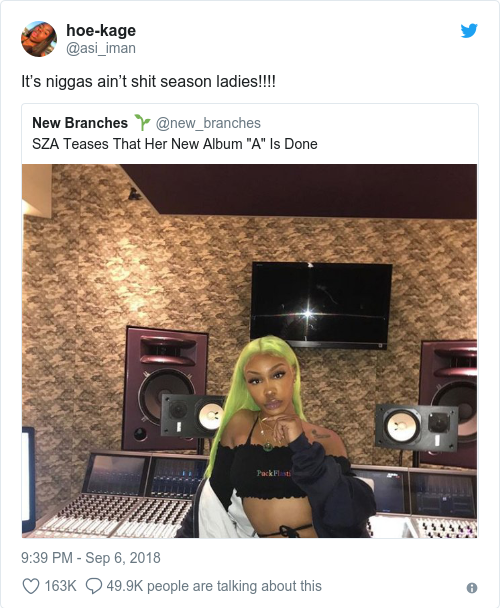 hoe-kage
@asi_iman
It’s niggas ain’t shit season ladies!!!!
New Branches 🌱 @new_branches
SZA Teases That Her New Album "A" Is Done
PackPlasti
9:39 PM - Sep 6, 2018
163K 49.9K people are talking about this